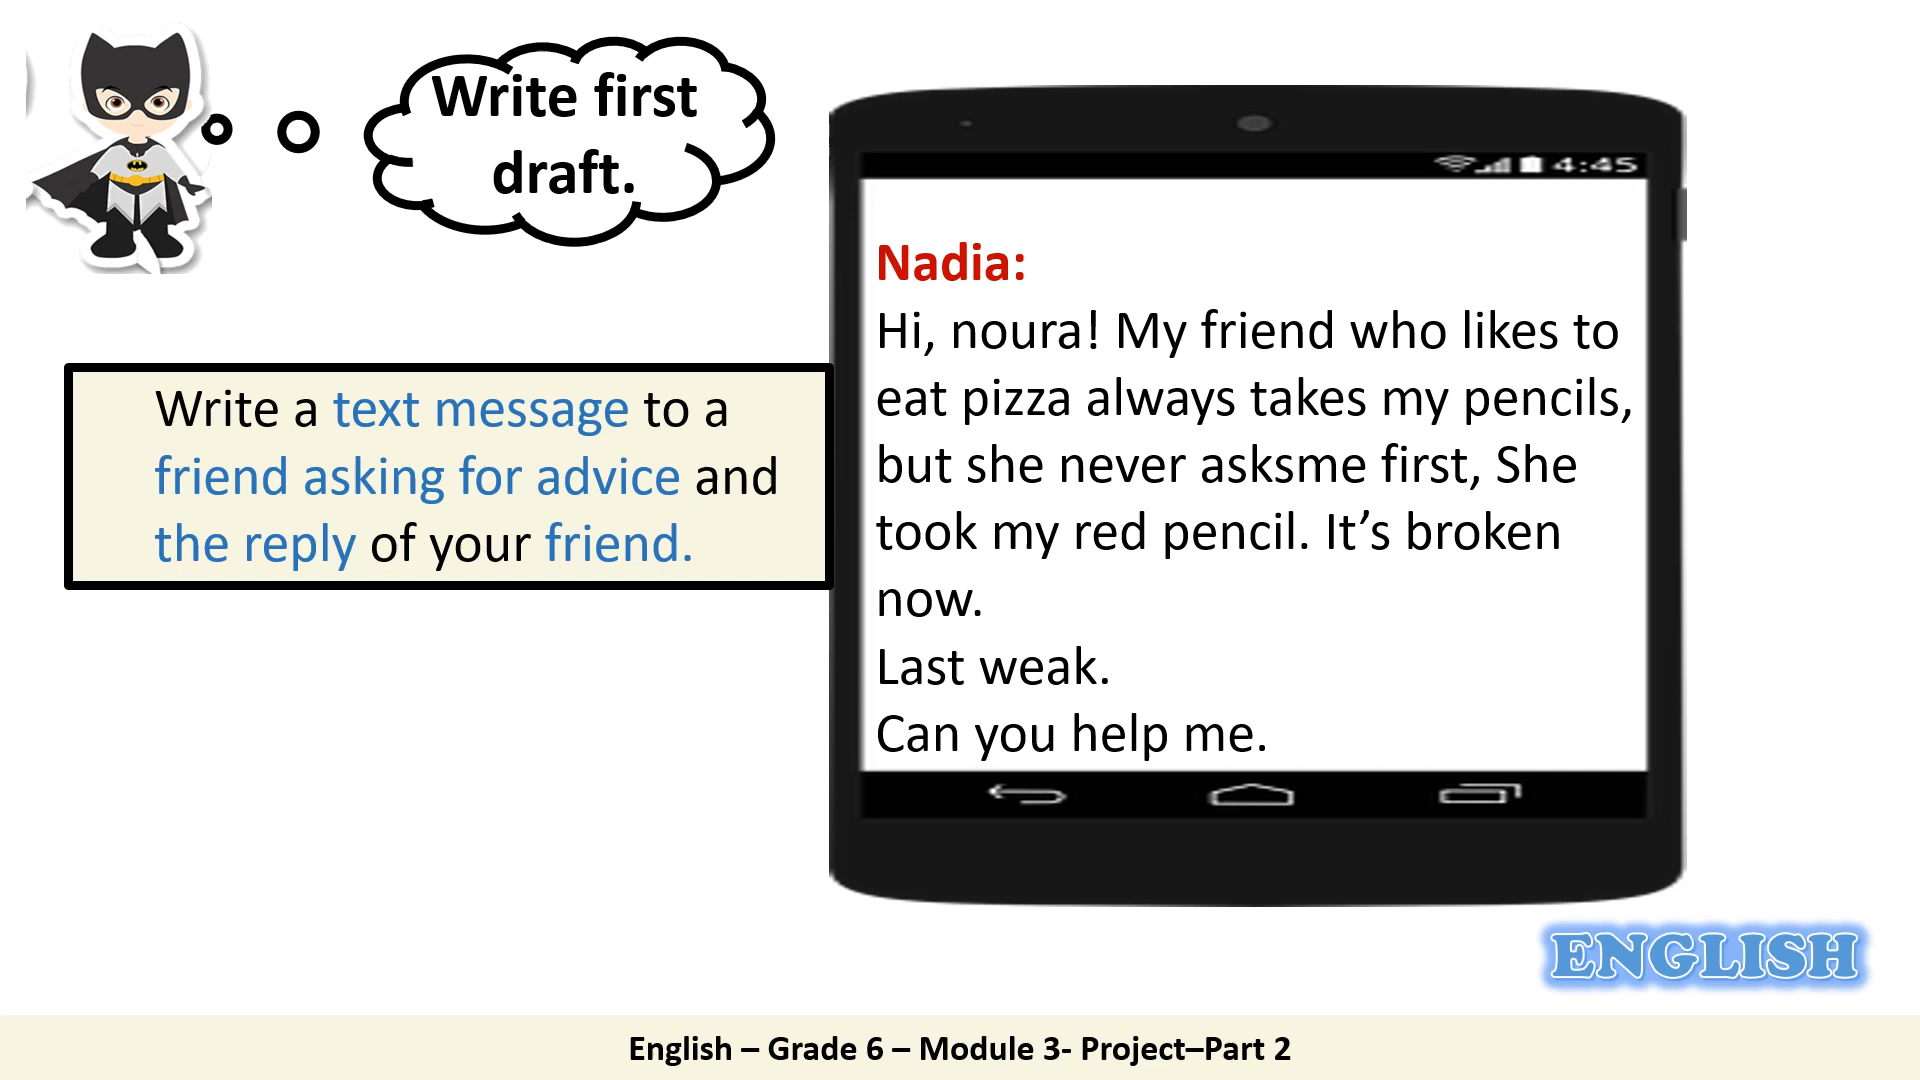 Write first
draft.
4:45
Nadia:
Hi, noura! My friend who likes to
eat pizza always takes my pencils,
but she never asksme first, She
took my red pencil. It’s broken
now.
Last weak.
Can you help me.
Write a text message to a
friend asking for advice and
the reply of your friend.
ENGLISH
English – Grade 6 – Module 3- Project–Part 2